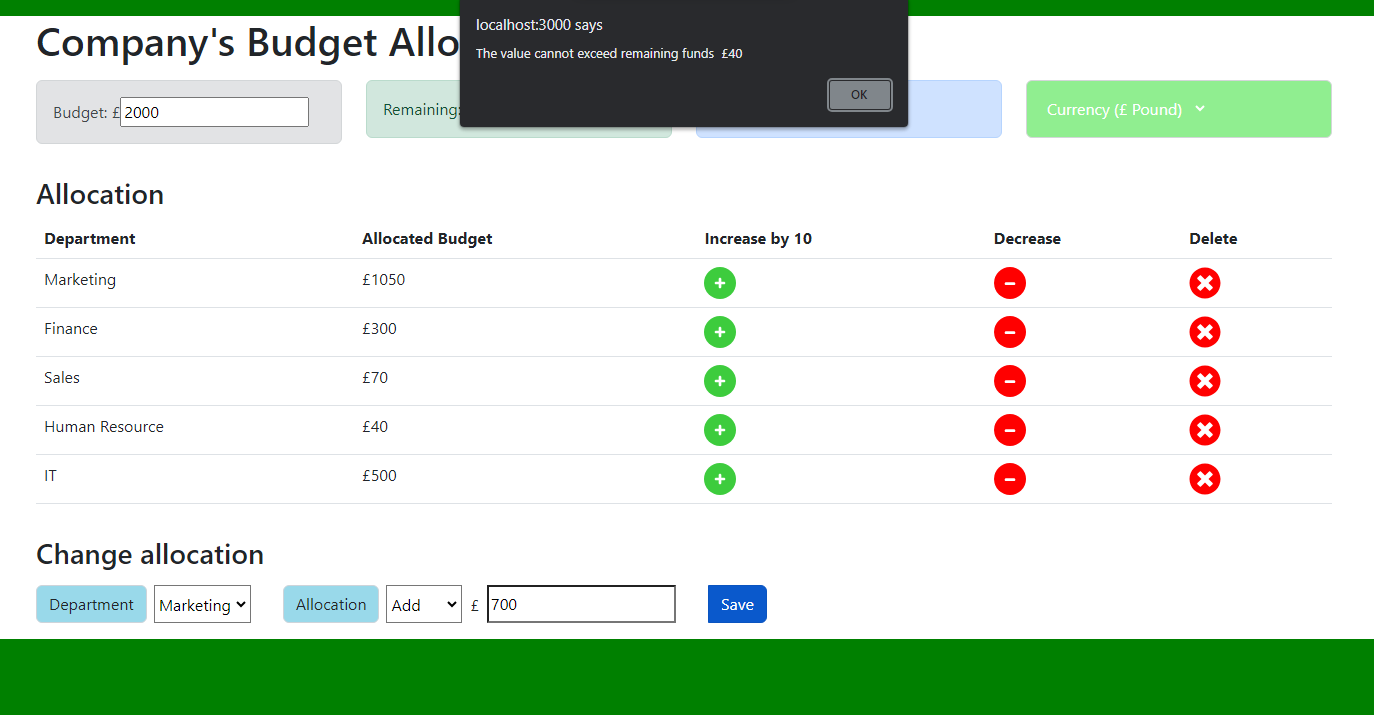 localhost:3000 says
The value cannot exceed remaining funds £40
OK
Company's Budget Allo
Budget: £ 2000
Remaining:
Currency (£ Pound)
Allocation
Department Allocated Budget Increase by 10 Decrease Delete
Marketing £1050
Finance £300
Sales £70
Human Resource £40
IT £500
Change allocation
Department Marketing Allocation Add £ 700 Save